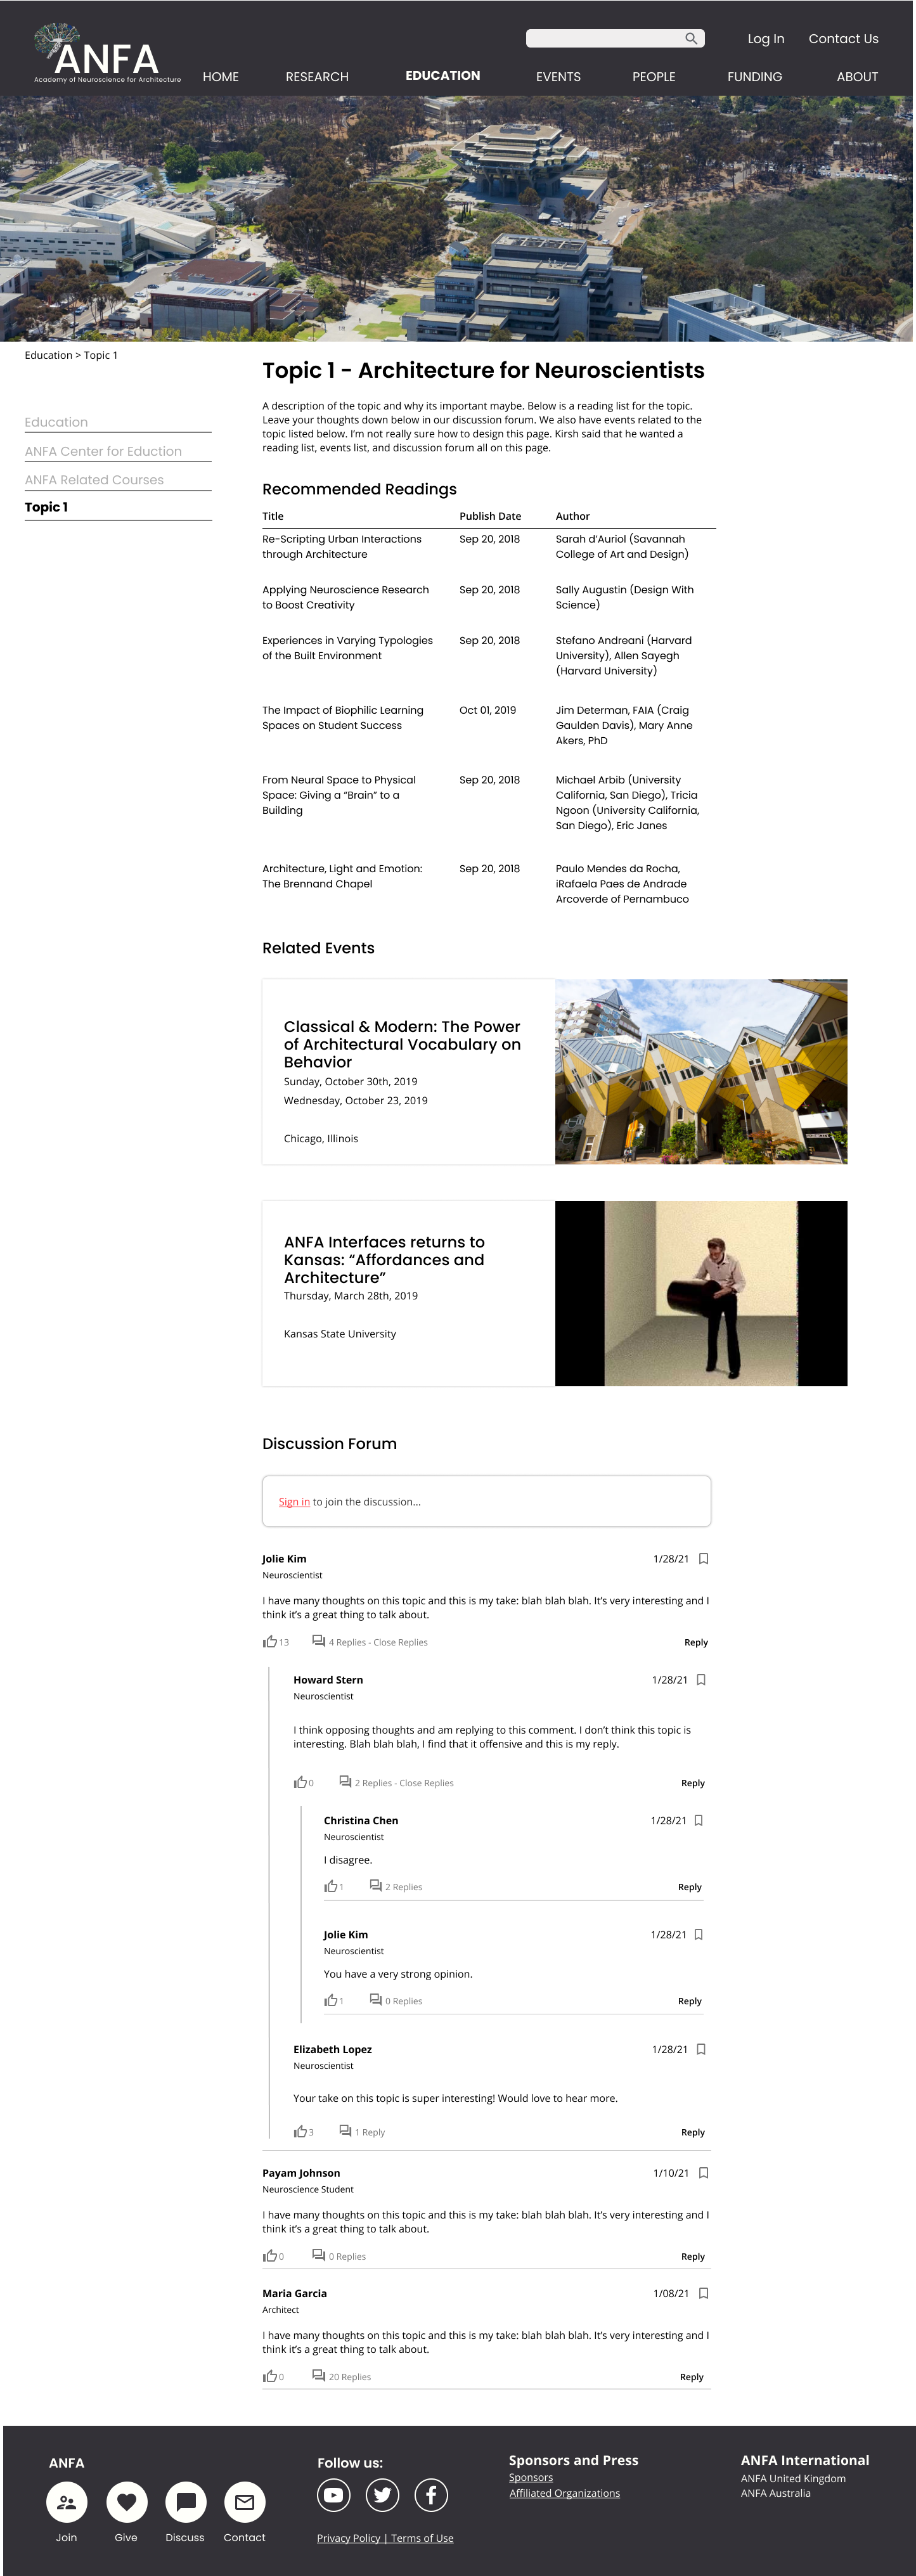 ANFA
Academy of Neuroscience for Architecture
Log In
Contact Us
HOME
RESEARCH
EDUCATION
EVENTS
PEOPLE
FUNDING
ABOUT
Education > Topic 1
Education
ANFA Center for Eduction
ANFA Related Courses
Topic 1
Topic 1 - Architecture for Neuroscientists
A description of the topic and why its important maybe. Below is a reading list for the topic.
Leave your thoughts down below in our discussion forum. We also have events related to the
topic listed below. I'm not really sure how to design this page. Kirsh said that he wanted a
reading list, events list, and discussion forum all on this page.
Recommended Readings
Title
Publish Date
Author
Re-Scripting Urban Interactions
through Architecture
Sep 20, 2018
Sarah d'Auriol (Savannah
College of Art and Design)
Applying Neuroscience Research
to Boost Creativity
Sep 20, 2018
Sally Augustin (Design With
Science)
Experiences in Varying Typologies
of the Built Environment
Sep 20, 2018
Stefano Andreani (Harvard
University), Allen Sayegh
(Harvard University)
The Impact of Biophilic Learning
Spaces on Student Success
Oct 01, 2019
Jim Determan, FAIA (Craig
Gaulden Davis), Mary Anne
Akers, PhD
From Neural Space to Physical
Space: Giving a “Brain” to a
Building
Sep 20, 2018
Michael Arbib (University
California, San Diego), Tricia
Ngoon (University California,
San Diego), Eric Janes
Architecture, Light and Emotion:
The Brennand Chapel
Sep 20, 2018
Paulo Mendes da Rocha,
iRafaela Paes de Andrade
Arcoverde of Pernambuco
Related Events
Classical & Modern: The Power
of Architectural Vocabulary on
Behavior
Sunday, October 30th, 2019
Wednesday, October 23, 2019
Chicago, Illinois
ANFA Interfaces returns to
Kansas: “Affordances and
Architecture”
Thursday, March 28th, 2019
Kansas State University
Discussion Forum
Sign in to join the discussion...
Jolie Kim
1/28/21
Neuroscientist
I have many thoughts on this topic and this is my take: blah blah blah. It's very interesting and I
think it's a great thing to talk about.
13
4 Replies - Close Replies
Reply
Howard Stern
1/28/21
Neuroscientist
I think opposing thoughts and am replying to this comment. I don't think this topic is
interesting. Blah blah blah, I find that it offensive and this is my reply.
0
2 Replies - Close Replies
Reply
Christina Chen
1/28/21
Neuroscientist
I disagree.
1
2 Replies
Reply
Jolie Kim
1/28/21
Neuroscientist
You have a very strong opinion.
1
0 Replies
Reply
Elizabeth Lopez
1/28/21
Neuroscientist
Your take on this topic is super interesting! Would love to hear more.
3
1 Reply
Reply
Payam Johnson
1/10/21
Neuroscience Student
I have many thoughts on this topic and this is my take: blah blah blah. It's very interesting and I
think it's a great thing to talk about.
0
0 Replies
Reply
Maria Garcia
1/08/21
Architect
I have many thoughts on this topic and this is my take: blah blah blah. It's very interesting and I
think it's a great thing to talk about.
0
20 Replies
Reply
ANFA
Join
Give
Discuss
Contact
Follow us:
Privacy Policy | Terms of Use
Sponsors and Press
Sponsors
Affiliated Organizations
ANFA International
ANFA United Kingdom
ANFA Australia